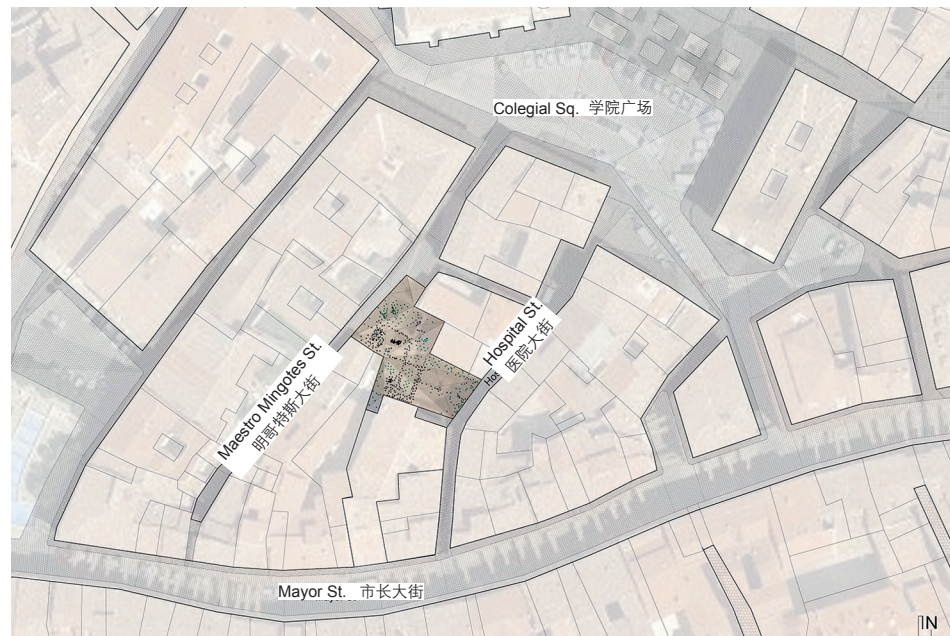 Colegial Sq. 学院广场
Hospital St.
医院大街
Maestro Mingotes St.
明哥特斯大街
Mayor St. 市长大街
N